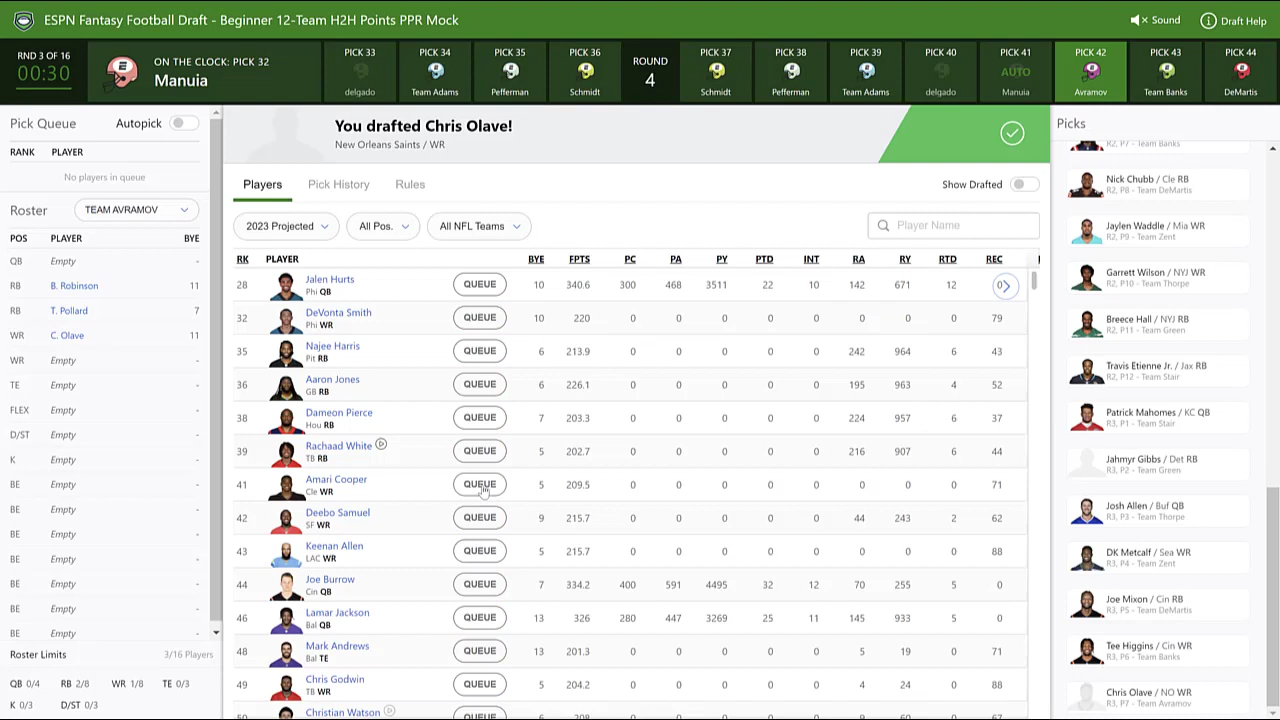 ESPN Fantasy Football Draft - Beginner 12-Team H2H Points PPR Mock
Sound
Draft Help
RND 3 OF 16
00:30
ON THE CLOCK: PICK 32
Manuia
PICK 33
delgado
PICK 34
Team Adams
PICK 35
Pefferman
PICK 36
Schmidt
ROUND
4
PICK 37
Schmidt
PICK 38
Pefferman
PICK 39
Team Adams
PICK 40
delgado
PICK 41
AUTO
Manuia
PICK 42
Avramov
PICK 43
Team Banks
PICK 44
DeMartis
Pick Queue
Autopick
RANK PLAYER
No players in queue
Roster
TEAM AVRAMOV
POS PLAYER BYE
QB Empty -
RB B. Robinson 11
RB T. Pollard 7
WR C. Olave 11
WR Empty -
TE Empty -
FLEX Empty -
D/ST Empty -
K Empty -
BE Empty -
BE Empty -
BE Empty -
BE Empty -
BE Empty -
BE Empty -
BE Empty -
Roster Limits 3/16 Players
QB 0/4 RB 2/8 WR 1/8 TE 0/3
K 0/3 D/ST 0/3
You drafted Chris Olave!
New Orleans Saints / WR
Players
Pick History
Rules
Show Drafted
2023 Projected
All Pos.
All NFL Teams
Player Name
RK PLAYER BYE FPTS PC PA PY PTD INT RA RY RTD REC
28 Jalen Hurts Phi QB QUEUE 10 340.6 300 468 3511 22 10 142 671 12 0
32 DeVonta Smith Phi WR QUEUE 10 220 0 0 0 0 0 0 0 0 79
35 Najee Harris Pit RB QUEUE 6 213.9 0 0 0 0 0 242 964 6 43
36 Aaron Jones GB RB QUEUE 6 226.1 0 0 0 0 0 195 963 4 52
38 Dameon Pierce Hou RB QUEUE 7 203.3 0 0 0 0 0 224 957 6 37
39 Rachaad White TB RB QUEUE 5 202.7 0 0 0 0 0 216 907 6 44
41 Amari Cooper Cle WR QUEUE 5 209.5 0 0 0 0 0 0 0 0 71
42 Deebo Samuel SF WR QUEUE 9 215.7 0 0 0 0 0 44 243 2 62
43 Keenan Allen LAC WR QUEUE 5 215.7 0 0 0 0 0 0 0 0 88
44 Joe Burrow Cin QB QUEUE 7 334.2 400 591 4495 32 12 70 255 5 0
46 Lamar Jackson Bal QB QUEUE 13 326 280 447 3269 25 11 145 933 5 0
48 Mark Andrews Bal TE QUEUE 13 201.3 0 0 0 0 0 5 19 0 71
49 Chris Godwin TB WR QUEUE 5 204.2 0 0 0 0 0 4 24 0 88
50 Christian Watson QUEUE 6 208 0 0 0 0 0 9 60 0 67
Picks
R2, P7 - Team Banks
Nick Chubb / Cle RB
R2, P8 - Team DeMartis
Jaylen Waddle / Mia WR
R2, P9 - Team Zent
Garrett Wilson / NYJ WR
R2, P10 - Team Thorpe
Breece Hall / NYJ RB
R2, P11 - Team Green
Travis Etienne Jr. / Jax RB
R2, P12 - Team Stair
Patrick Mahomes / KC QB
R3, P1 - Team Stair
Jahmyr Gibbs / Det RB
R3, P2 - Team Green
Josh Allen / Buf QB
R3, P3 - Team Thorpe
DK Metcalf / Sea WR
R3, P4 - Team Zent
Joe Mixon / Cin RB
R3, P5 - Team DeMartis
Tee Higgins / Cin WR
R3, P6 - Team Banks
Chris Olave / NO WR
R3, P7 - Team Avramov